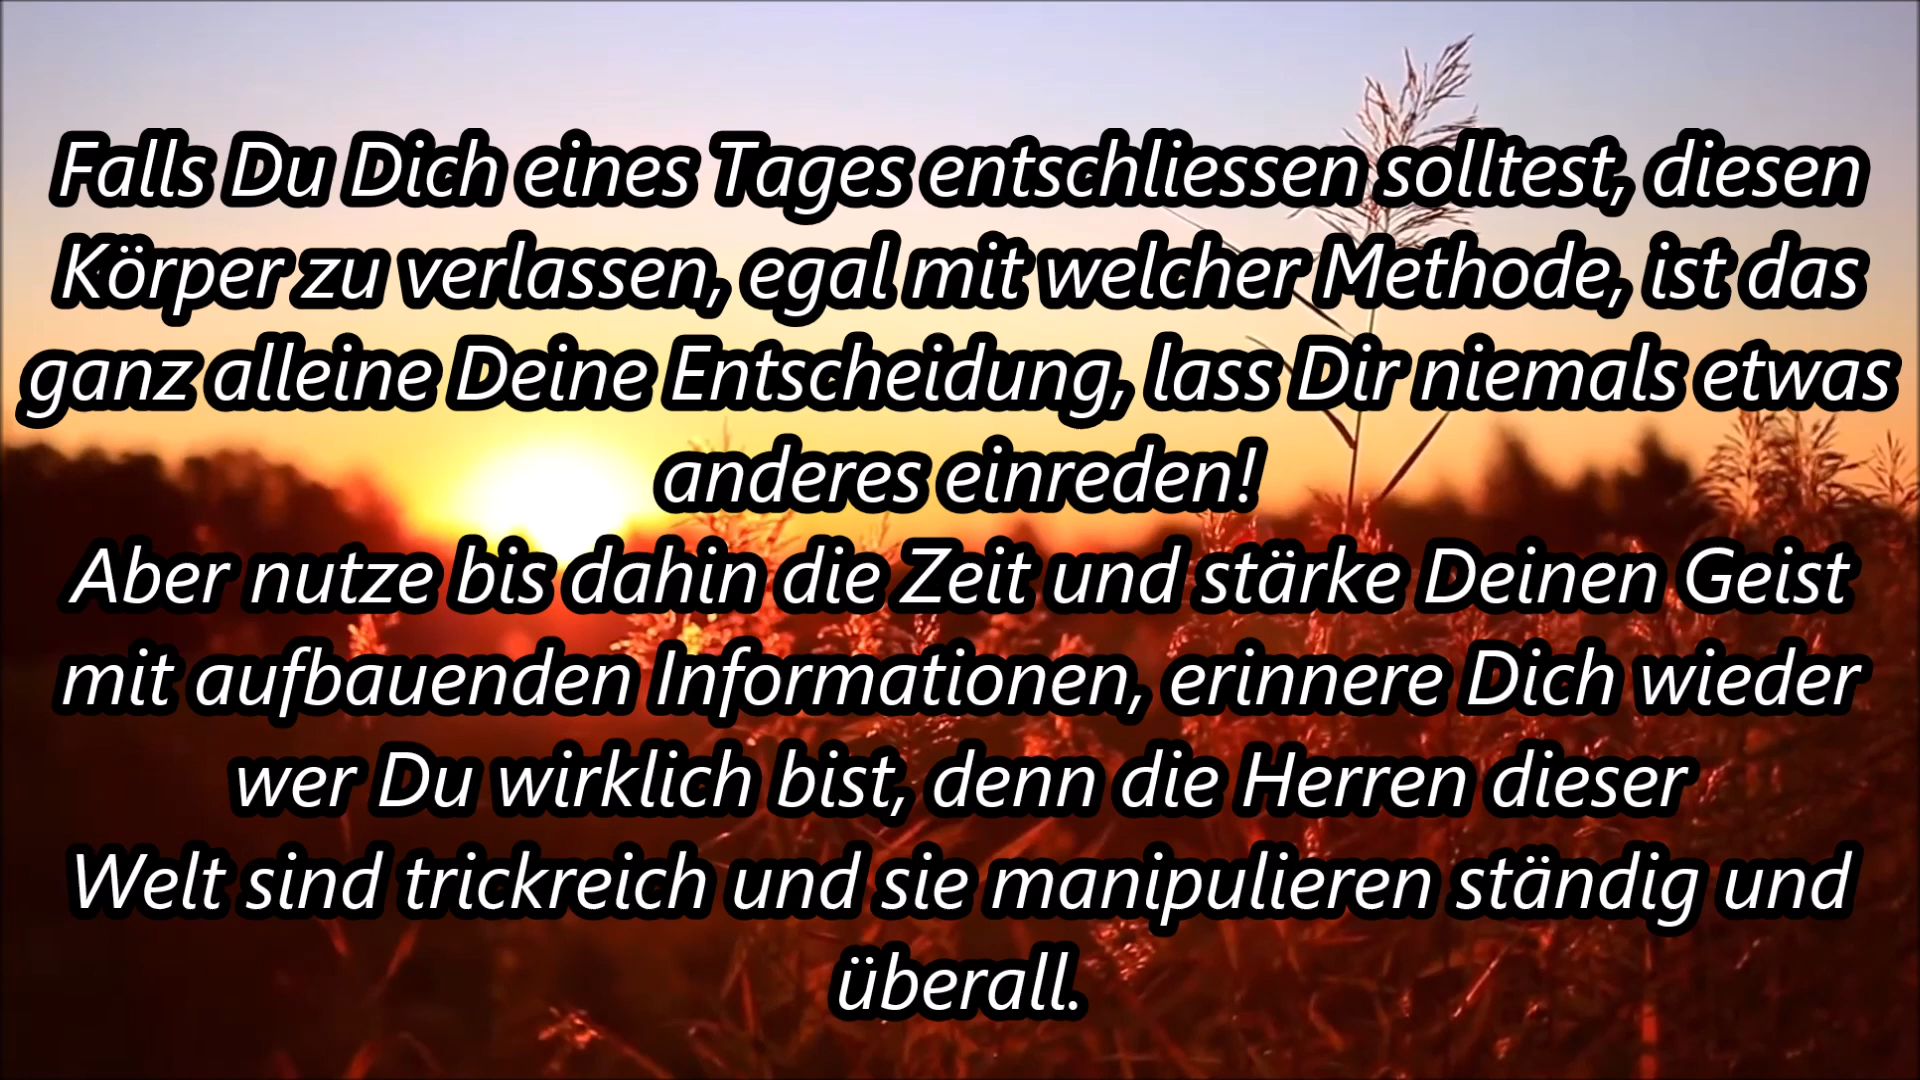 Falls Du Dich eines Tages entschliessen solltest, diesen
Körper zu verlassen, egal mit welcher Methode, ist das
ganz alleine Deine Entscheidung, lass Dir niemals etwas
anderes einreden!
Aber nutze bis dahin die Zeit und stärke Deinen Geist
mit aufbauenden Informationen, erinnere Dich wieder
wer Du wirklich bist, denn die Herren dieser
Welt sind trickreich und sie manipulieren ständig und
überall.